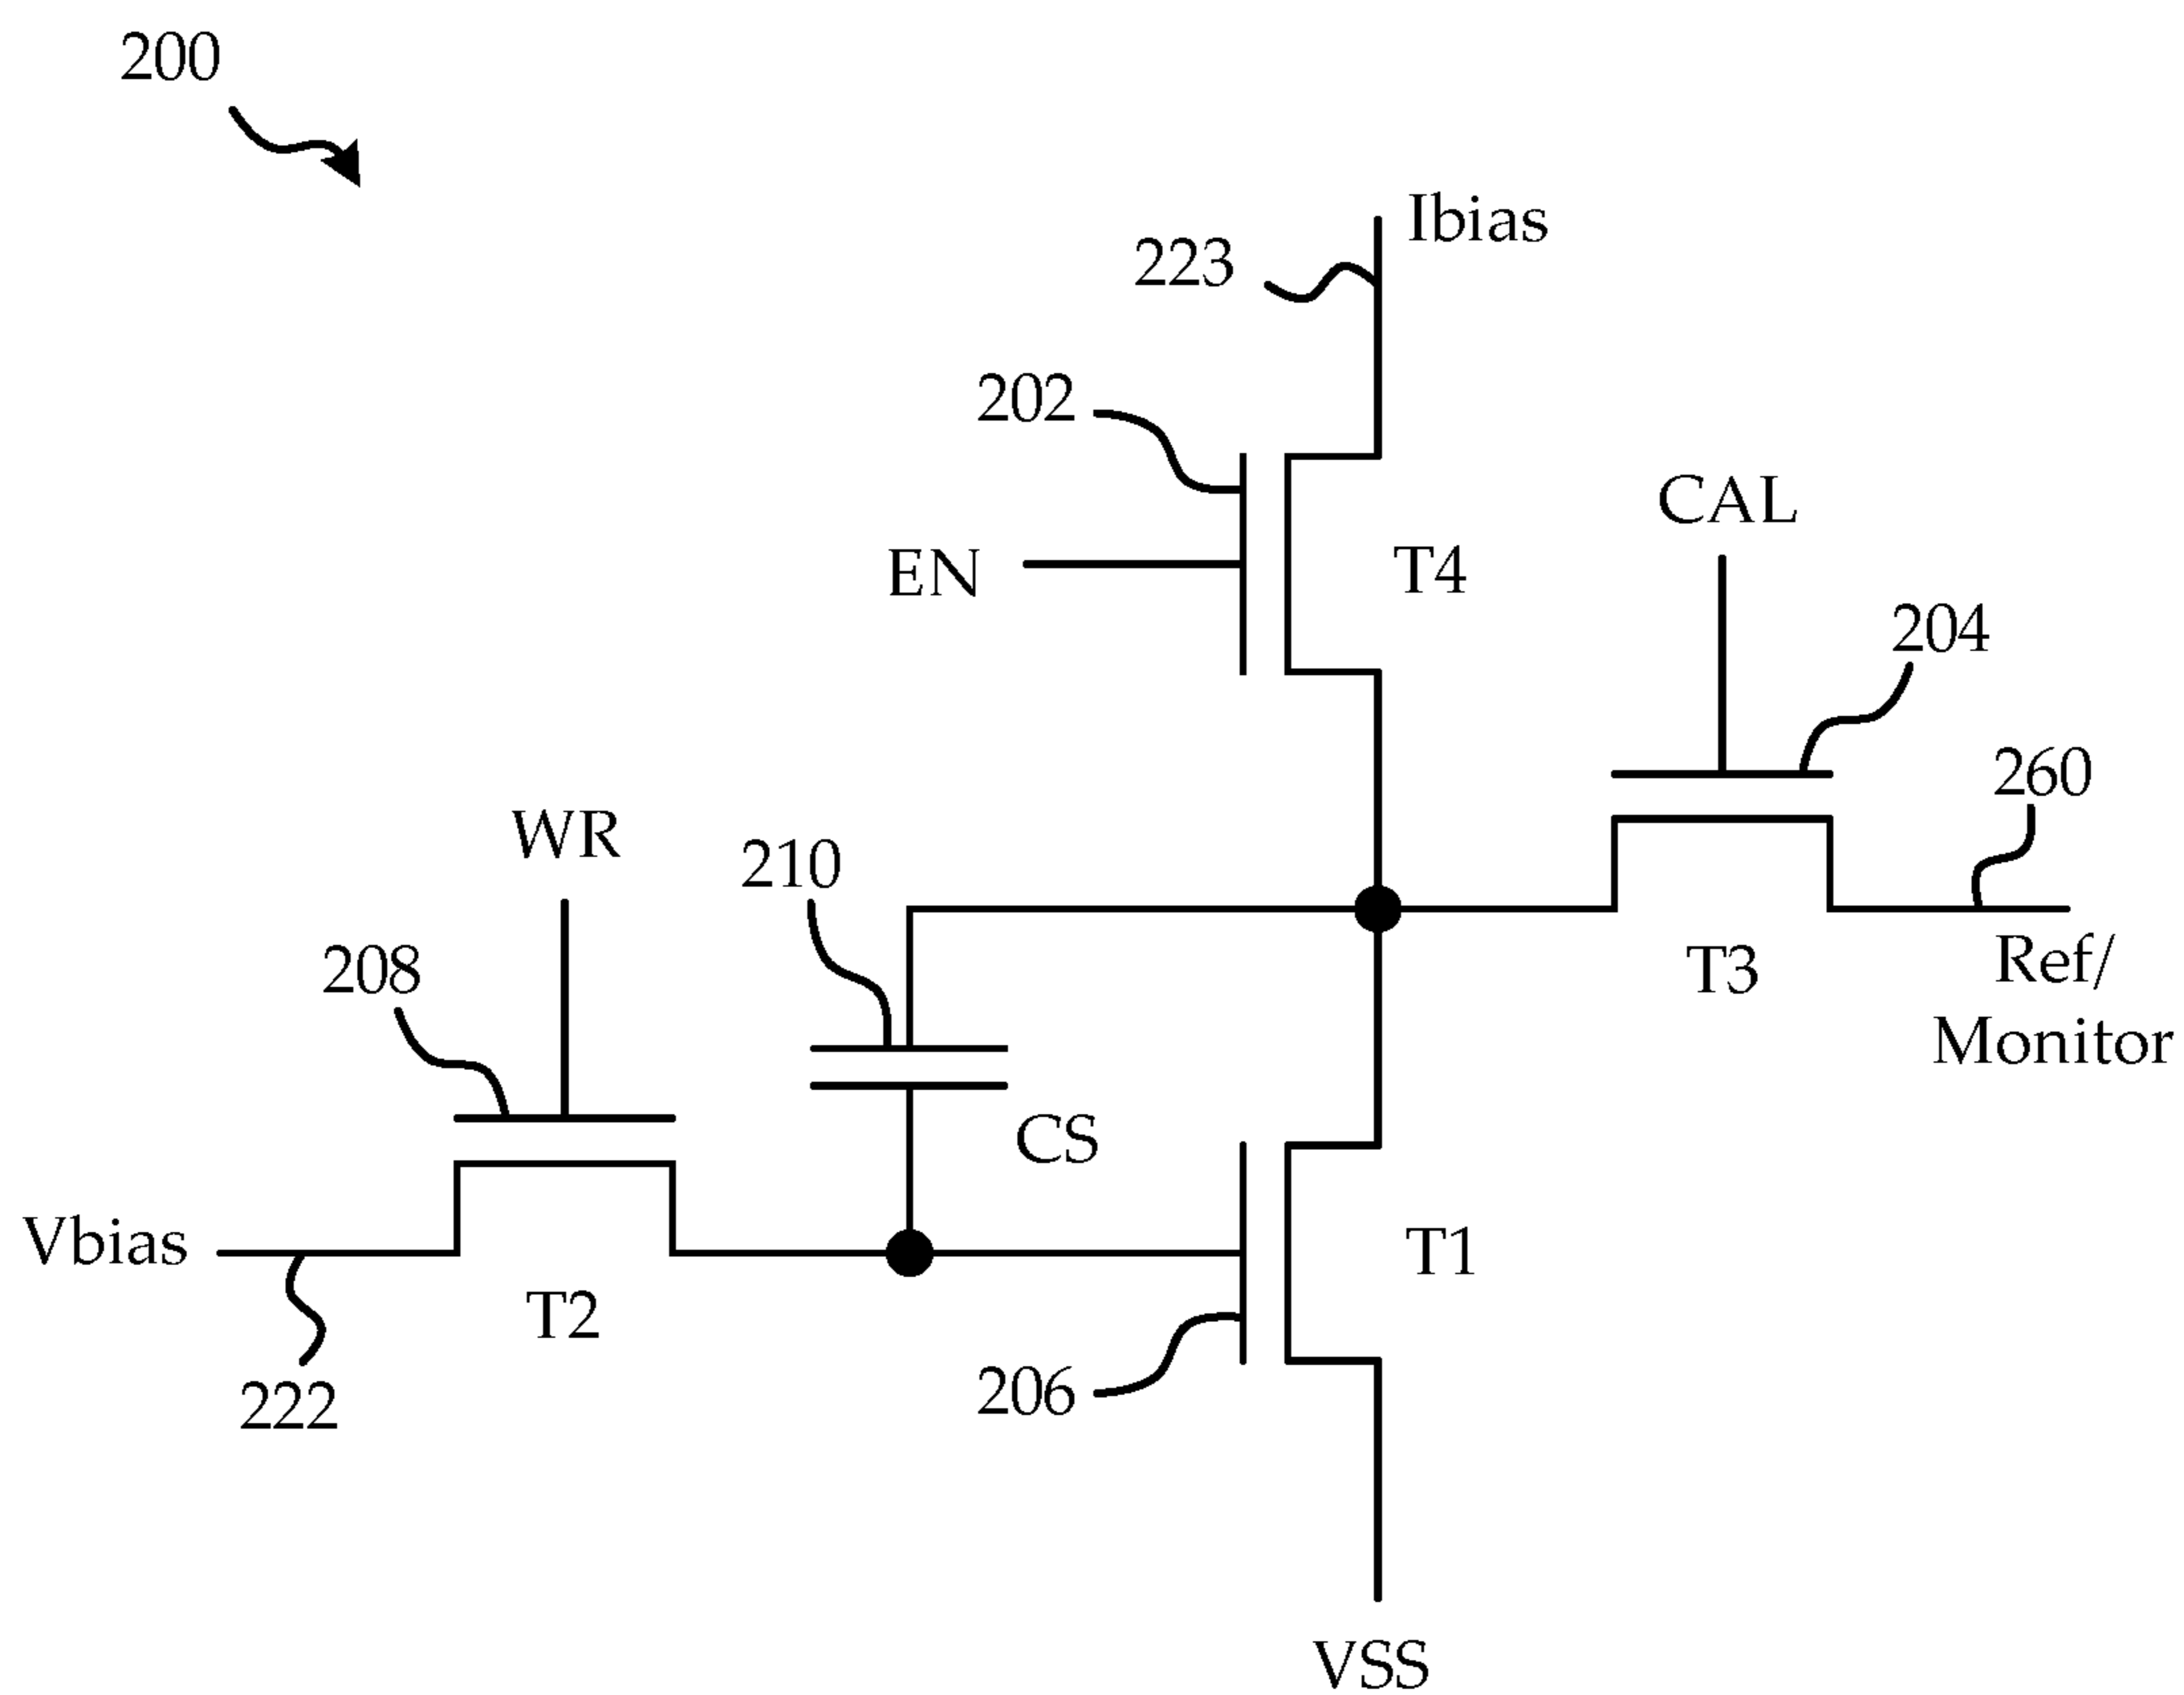 200
Ibias
223
202
CAL
EN
T4
204
260
WR
210
208
T3
Ref/
Monitor
CS
Vbias
T1
T2
206
222
VSS